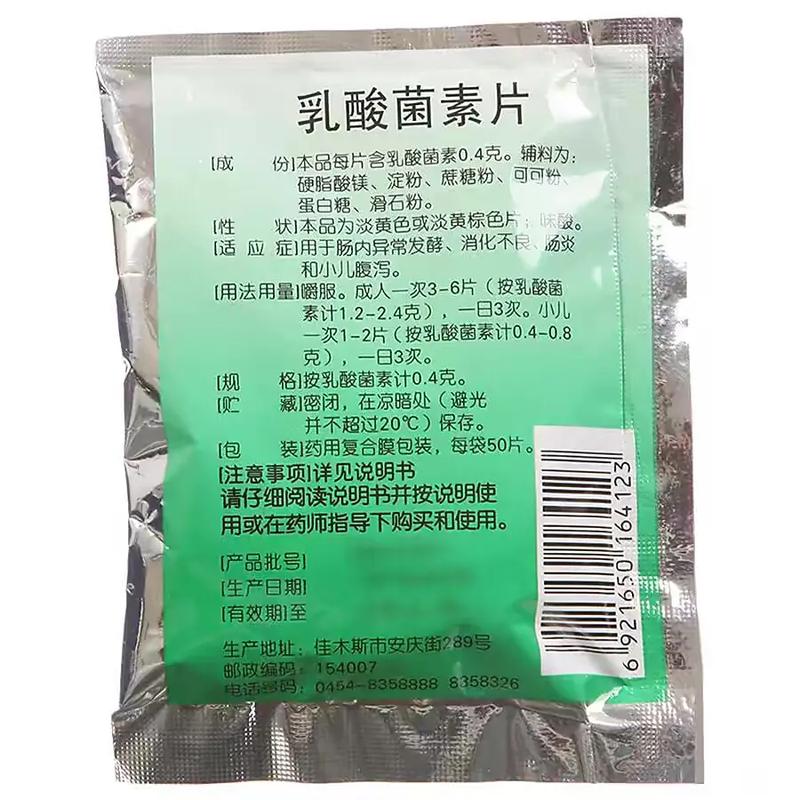 乳酸菌素片
[成 份]本品每片含乳酸菌素0.4克。辅料为:
硬脂酸镁、淀粉、蔗糖粉、可可粉、
蛋白糖、滑石粉。
[性 状]本品为淡黄色或淡黄棕色片;味酸。
[适应症]用于肠内异常发酵、消化不良、肠炎
和小儿腹泻。
[用法用量]嚼服。成人一次3-6片(按乳酸菌
素计1.2-2.4克),一日3次。小儿
一次1-2片(按乳酸菌素计0.4-0.8
克),一日3次。
[规 格]按乳酸菌素计0.4克。
[贮 藏]密闭,在凉暗处(避光
并不超过20℃)保存。
[包 装]药用复合膜包装,每袋50片。
[注意事项]详见说明书
请仔细阅读说明书并按说明使
用或在药师指导下购买和使用。
[产品批号]
[生产日期]
[有效期]至
生产地址:佳木斯市安庆街289号
邮政编码:154007
电话号码:0454-8358888 8358326
6 921650 164123